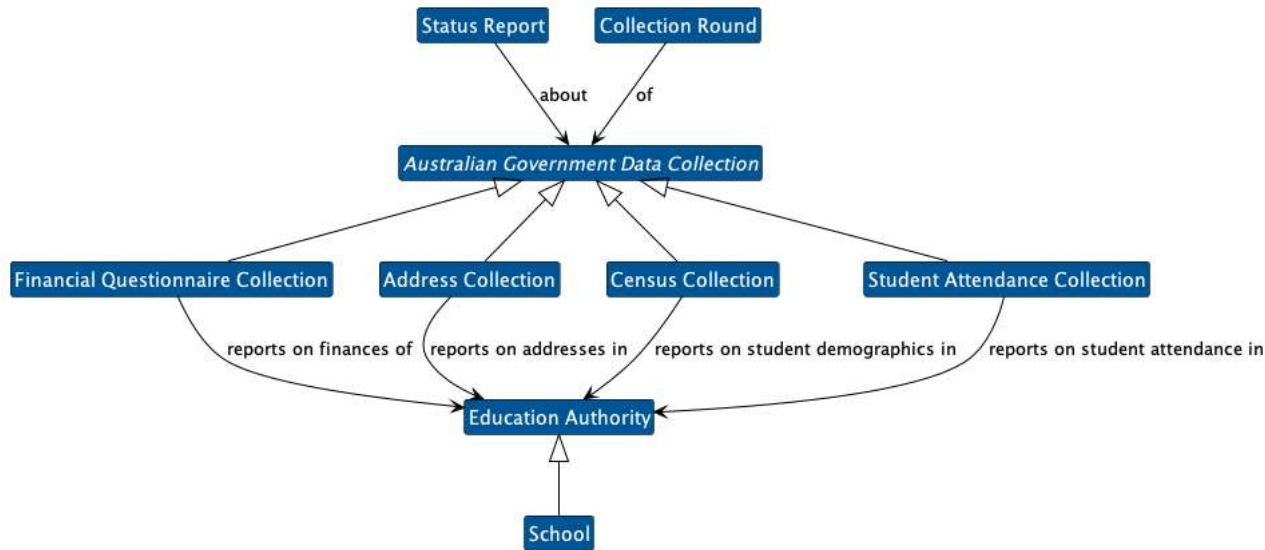 Status Report
Collection Round
about
of
Australian Government Data Collection
Financial Questionnaire Collection
Address Collection
Census Collection
Student Attendance Collection
reports on finances of
reports on addresses in
reports on student demographics in
reports on student attendance in
Education Authority
School